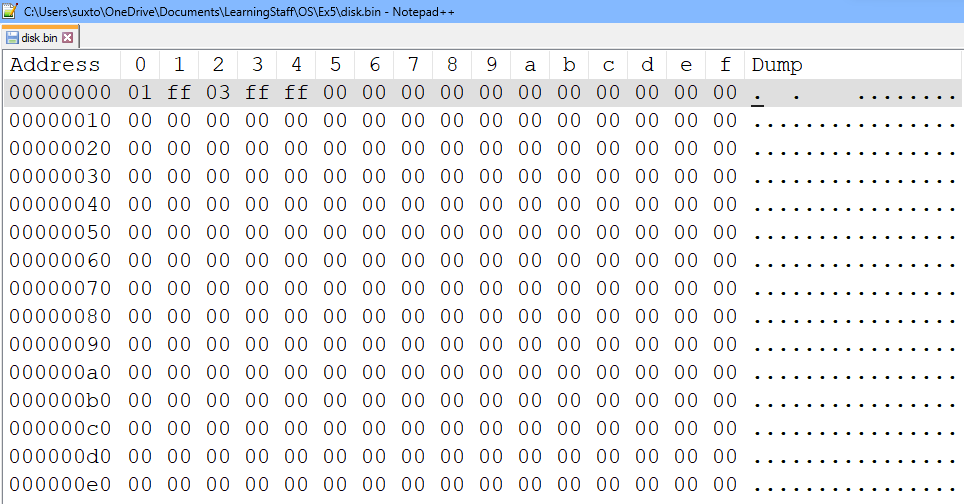 C:\Users\suxto\OneDrive\Documents\LearningStaff\OS\Ex5\disk.bin - Notepad++
disk.bin
Address 0 1 2 3 4 5 6 7 8 9 a b c d e f Dump
00000000 01 ff 03 ff ff 00 00 00 00 00 00 00 00 00 00 00 . . ........
00000010 00 00 00 00 00 00 00 00 00 00 00 00 00 00 00 00 ................
00000020 00 00 00 00 00 00 00 00 00 00 00 00 00 00 00 00 ................
00000030 00 00 00 00 00 00 00 00 00 00 00 00 00 00 00 00 ................
00000040 00 00 00 00 00 00 00 00 00 00 00 00 00 00 00 00 ................
00000050 00 00 00 00 00 00 00 00 00 00 00 00 00 00 00 00 ................
00000060 00 00 00 00 00 00 00 00 00 00 00 00 00 00 00 00 ................
00000070 00 00 00 00 00 00 00 00 00 00 00 00 00 00 00 00 ................
00000080 00 00 00 00 00 00 00 00 00 00 00 00 00 00 00 00 ................
00000090 00 00 00 00 00 00 00 00 00 00 00 00 00 00 00 00 ................
000000a0 00 00 00 00 00 00 00 00 00 00 00 00 00 00 00 00 ................
000000b0 00 00 00 00 00 00 00 00 00 00 00 00 00 00 00 00 ................
000000c0 00 00 00 00 00 00 00 00 00 00 00 00 00 00 00 00 ................
000000d0 00 00 00 00 00 00 00 00 00 00 00 00 00 00 00 00 ................
000000e0 00 00 00 00 00 00 00 00 00 00 00 00 00 00 00 00 ................